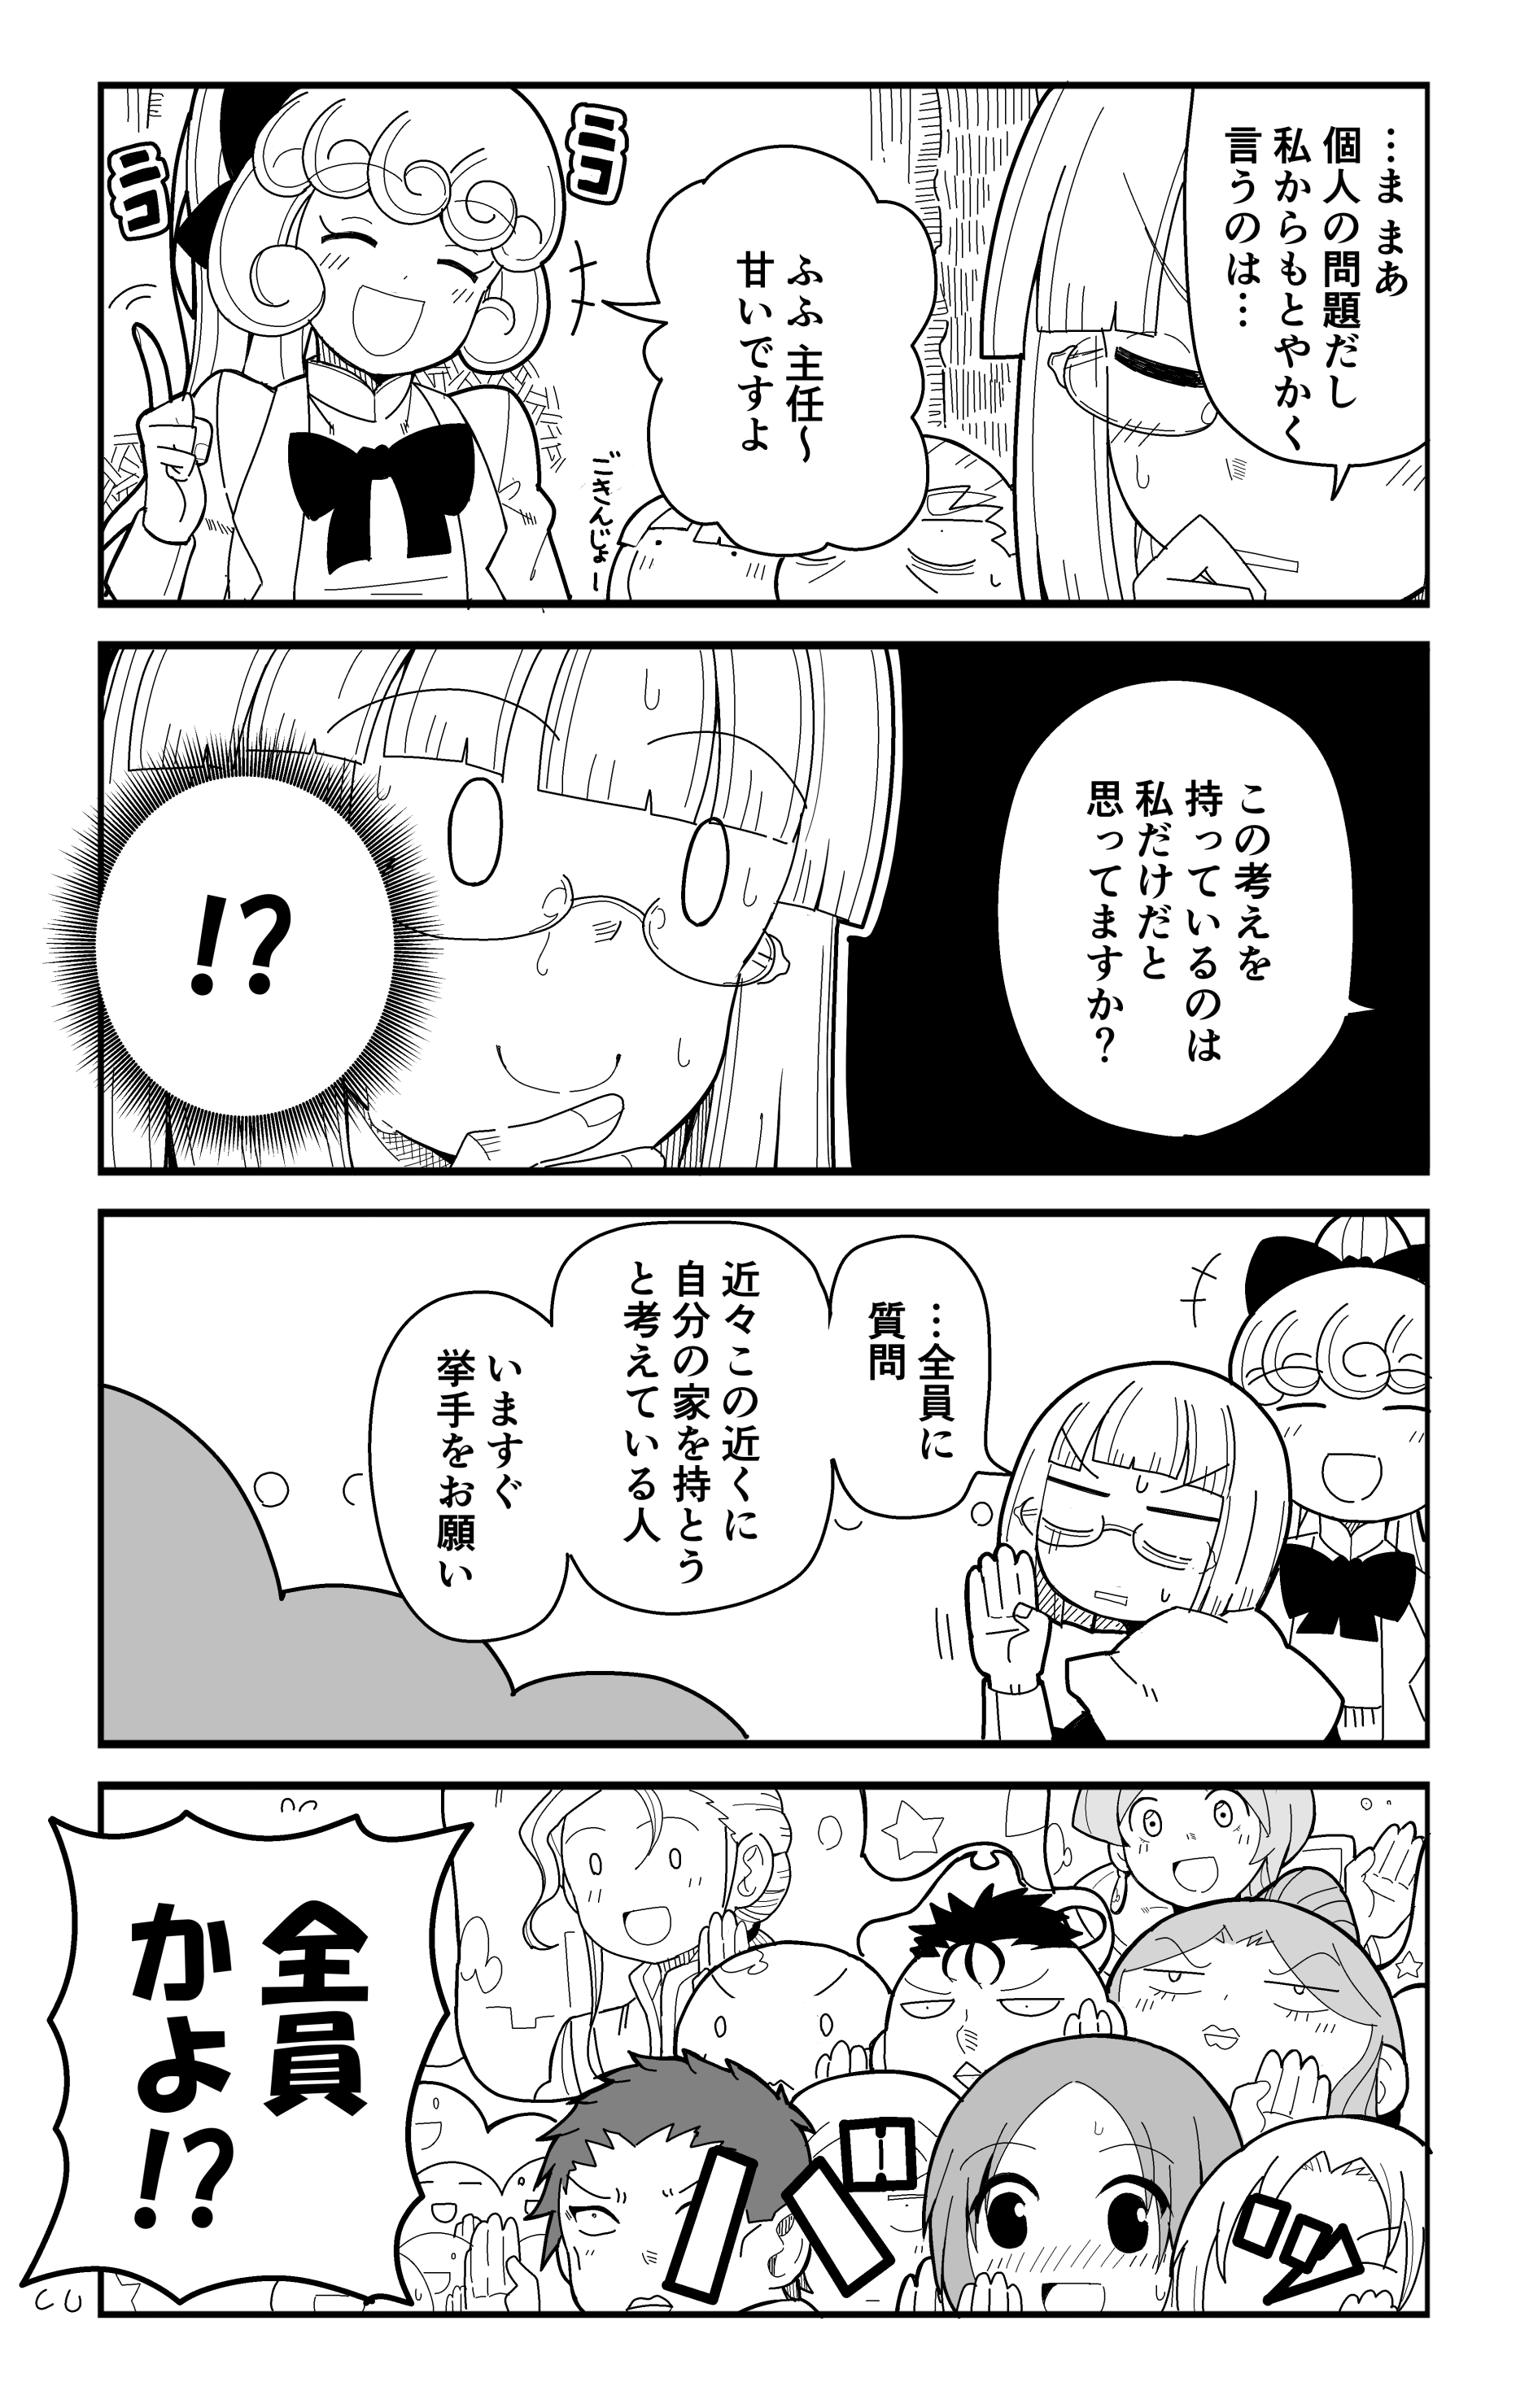 …ま まあ
個人の問題だし
私からもとやかく
言うのは…
ふふ 主任～
甘いですよ
ニコ
ニコ
ごきんじょー
この考えを
持っているのは
私だけだと
思ってますか？
!?
…全員に
質問
近々この近くに
自分の家を持とう
と考えている人
いますぐ
挙手をお願い
バッ
全員
かよ!?